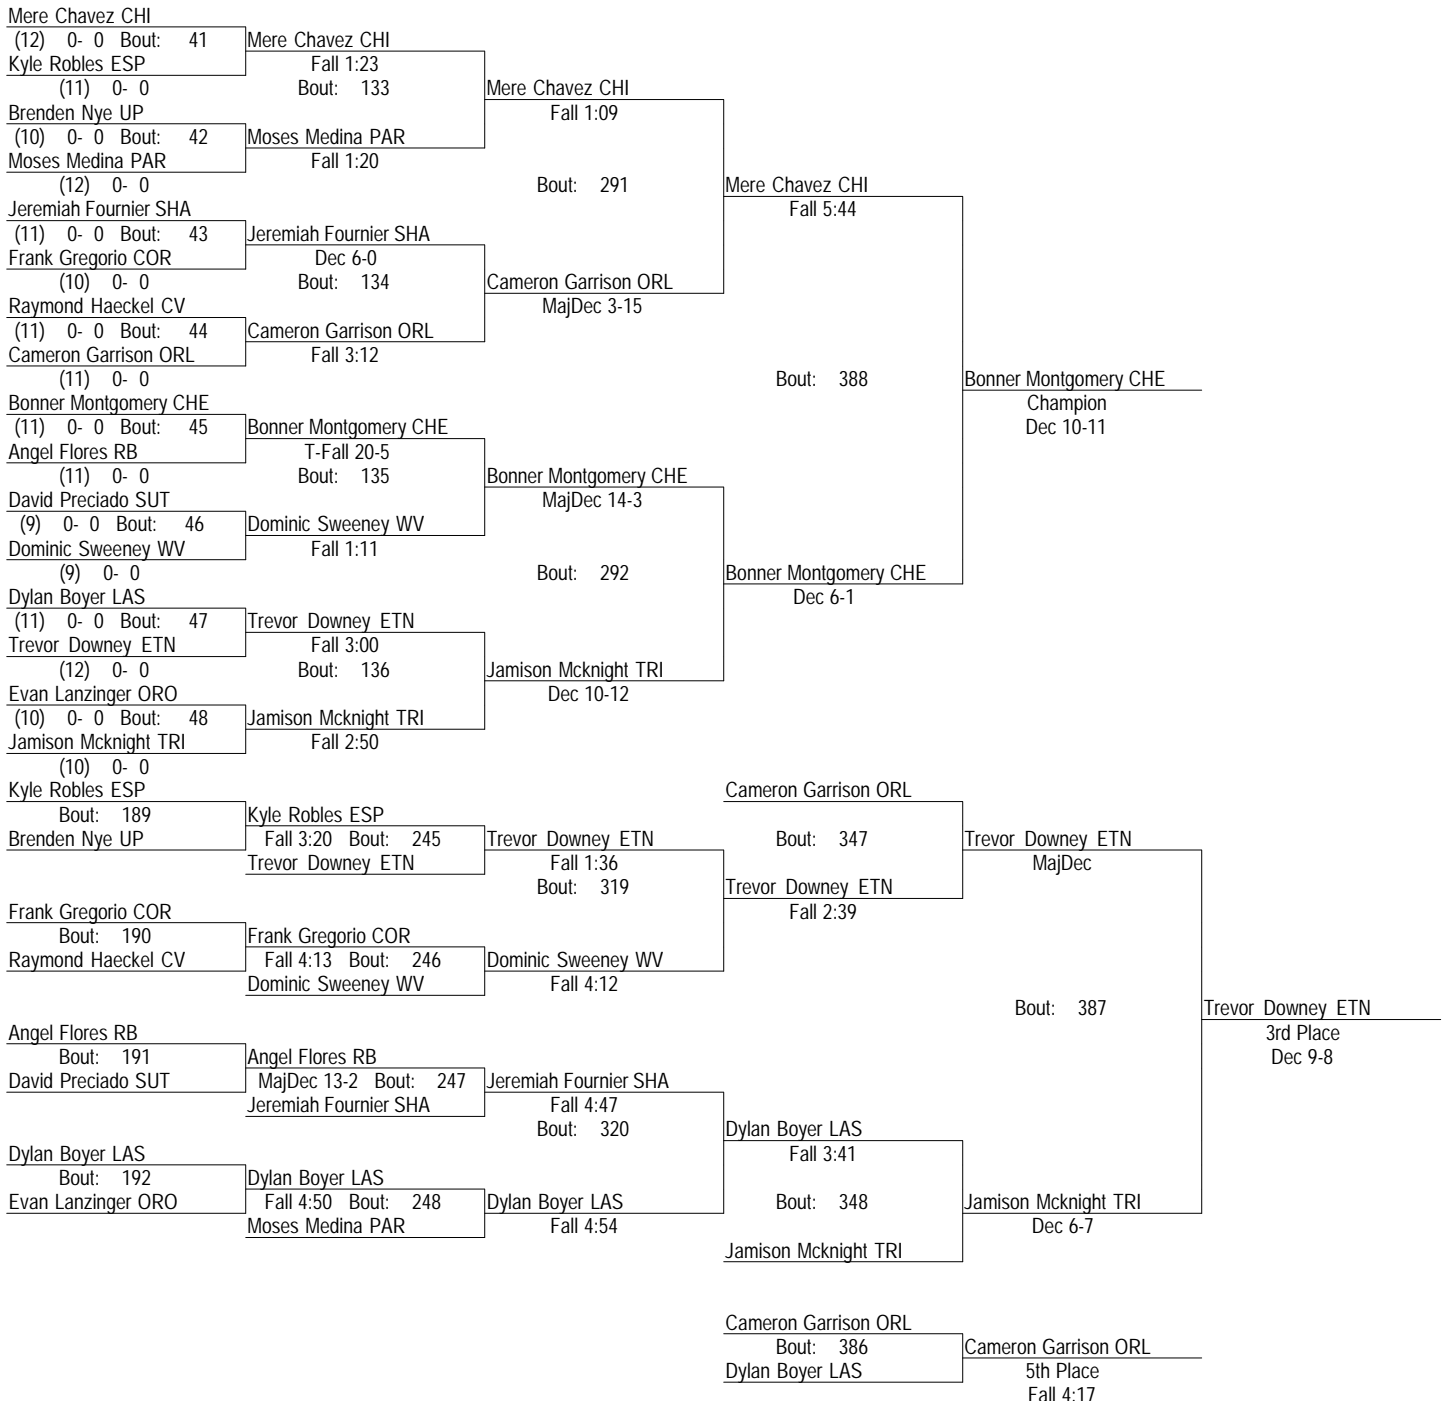 Mere Chavez CHI
(12) 0- 0 Bout: 41 Mere Chavez CHI
Kyle Robles ESP Fall 1:23
(11) 0- 0 Bout: 133 Mere Chavez CHI
Brenden Nye UP Fall 1:09
(10) 0- 0 Bout: 42 Moses Medina PAR
Moses Medina PAR Fall 1:20
(12) 0- 0 Bout: 291 Mere Chavez CHI
Jeremiah Fournier SHA Fall 5:44
(11) 0- 0 Bout: 43 Jeremiah Fournier SHA
Frank Gregorio COR Dec 6-0
(10) 0- 0 Bout: 134 Cameron Garrison ORL
Raymond Haeckel CV MajDec 3-15
(11) 0- 0 Bout: 44 Cameron Garrison ORL
Cameron Garrison ORL Fall 3:12
(11) 0- 0 Bout: 388 Bonner Montgomery CHE
Bonner Montgomery CHE Champion
(11) 0- 0 Bout: 45 Bonner Montgomery CHE Dec 10-11
Angel Flores RB T-Fall 20-5
(11) 0- 0 Bout: 135 Bonner Montgomery CHE
David Preciado SUT MajDec 14-3
(9) 0- 0 Bout: 46 Dominic Sweeney WV
Dominic Sweeney WV Fall 1:11
(9) 0- 0 Bout: 292 Bonner Montgomery CHE
Dylan Boyer LAS Dec 6-1
(11) 0- 0 Bout: 47 Trevor Downey ETN
Trevor Downey ETN Fall 3:00
(12) 0- 0 Bout: 136 Jamison Mcknight TRI
Evan Lanzinger ORO Dec 10-12
(10) 0- 0 Bout: 48 Jamison Mcknight TRI
Jamison Mcknight TRI Fall 2:50
(10) 0- 0
Kyle Robles ESP Cameron Garrison ORL
Bout: 189 Kyle Robles ESP
Brenden Nye UP Fall 3:20 Bout: 245 Trevor Downey ETN Bout: 347 Trevor Downey ETN
Trevor Downey ETN Fall 1:36 MajDec
Bout: 319 Trevor Downey ETN
Frank Gregorio COR Fall 2:39
Bout: 190 Frank Gregorio COR
Raymond Haeckel CV Fall 4:13 Bout: 246 Dominic Sweeney WV
Dominic Sweeney WV Fall 4:12
Bout: 387 Trevor Downey ETN
Angel Flores RB 3rd Place
Bout: 191 Angel Flores RB Dec 9-8
David Preciado SUT MajDec 13-2 Bout: 247 Jeremiah Fournier SHA
Jeremiah Fournier SHA Fall 4:47
Bout: 320 Dylan Boyer LAS
Dylan Boyer LAS Fall 3:41
Bout: 192 Dylan Boyer LAS
Evan Lanzinger ORO Fall 4:50 Bout: 248 Dylan Boyer LAS Bout: 348 Jamison Mcknight TRI
Moses Medina PAR Fall 4:54 Dec 6-7
Jamison Mcknight TRI
Cameron Garrison ORL
Bout: 386 Cameron Garrison ORL
Dylan Boyer LAS 5th Place
Fall 4:17